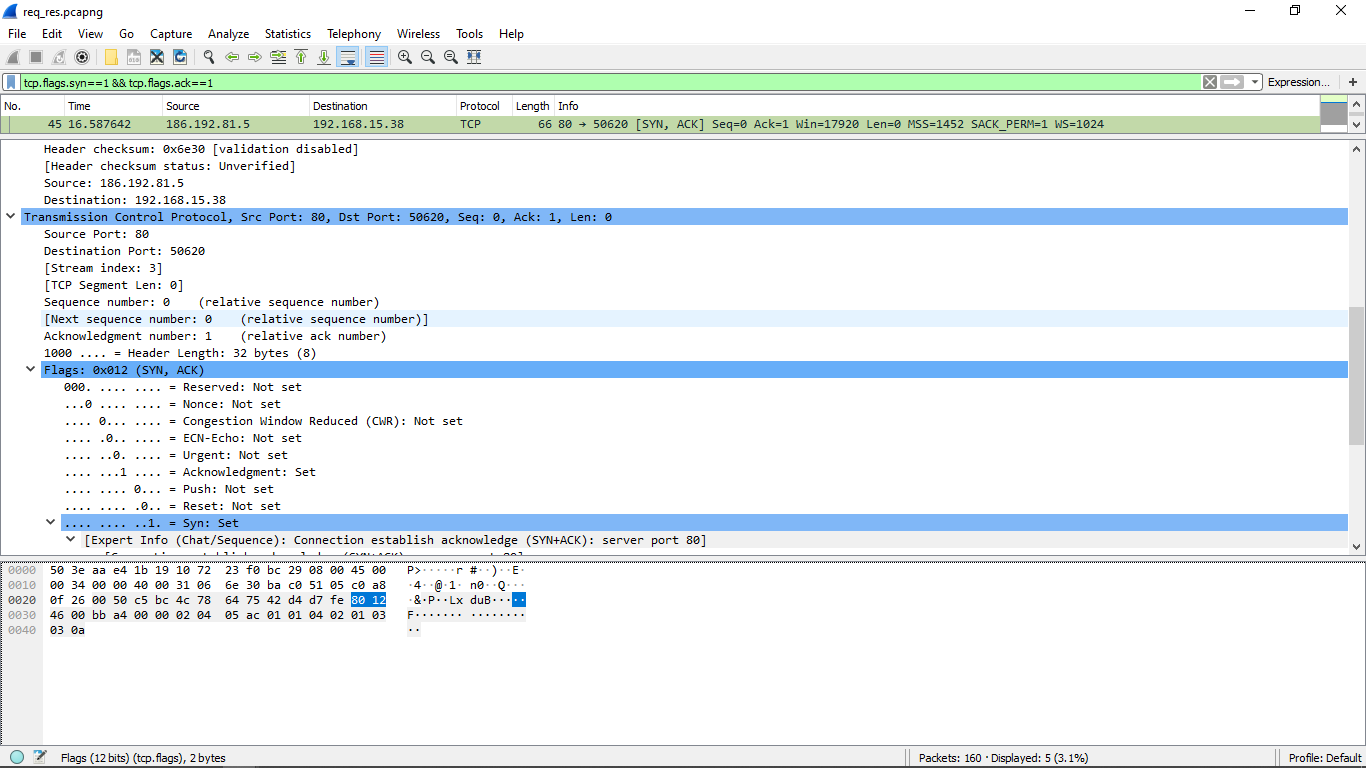 req_res.pcapng
File Edit View Go Capture Analyze Statistics Telephony Wireless Tools Help
tcp.flags.syn==1 && tcp.flags.ack==1 Expression... +
No. Time Source Destination Protocol Length Info
45 16.587642 186.192.81.5 192.168.15.38 TCP 66 80 → 50620 [SYN, ACK] Seq=0 Ack=1 Win=17920 Len=0 MSS=1452 SACK_PERM=1 WS=1024
Header checksum: 0x6e30 [validation disabled]
[Header checksum status: Unverified]
Source: 186.192.81.5
Destination: 192.168.15.38
Transmission Control Protocol, Src Port: 80, Dst Port: 50620, Seq: 0, Ack: 1, Len: 0
Source Port: 80
Destination Port: 50620
[Stream index: 3]
[TCP Segment Len: 0]
Sequence number: 0    (relative sequence number)
[Next sequence number: 0    (relative sequence number)]
Acknowledgment number: 1    (relative ack number)
1000 .... = Header Length: 32 bytes (8)
Flags: 0x012 (SYN, ACK)
000. .... .... = Reserved: Not set
...0 .... .... = Nonce: Not set
.... 0... .... = Congestion Window Reduced (CWR): Not set
.... .0.. .... = ECN-Echo: Not set
.... ..0. .... = Urgent: Not set
.... ...1 .... = Acknowledgment: Set
.... .... 0... = Push: Not set
.... .... .0.. = Reset: Not set
.... .... ..1. = Syn: Set
[Expert Info (Chat/Sequence): Connection establish acknowledge (SYN+ACK): server port 80]
0000 50 3e aa e4 1b 19 10 72 23 f0 bc 29 08 00 45 00 P>·····r #··)··E·
0010 00 34 00 00 40 00 31 06 6e 30 ba c0 51 05 c0 a8 ·4··@·1· n0··Q···
0020 0f 26 00 50 c5 bc 4c 78 64 75 42 d4 d7 fe 80 12 ·&·P··Lx duB·····
0030 46 00 bb a4 00 00 02 04 05 ac 01 01 04 02 01 03 F······· ········
0040 03 0a ··
Flags (12 bits) (tcp.flags), 2 bytes Packets: 160 · Displayed: 5 (3.1%) Profile: Default